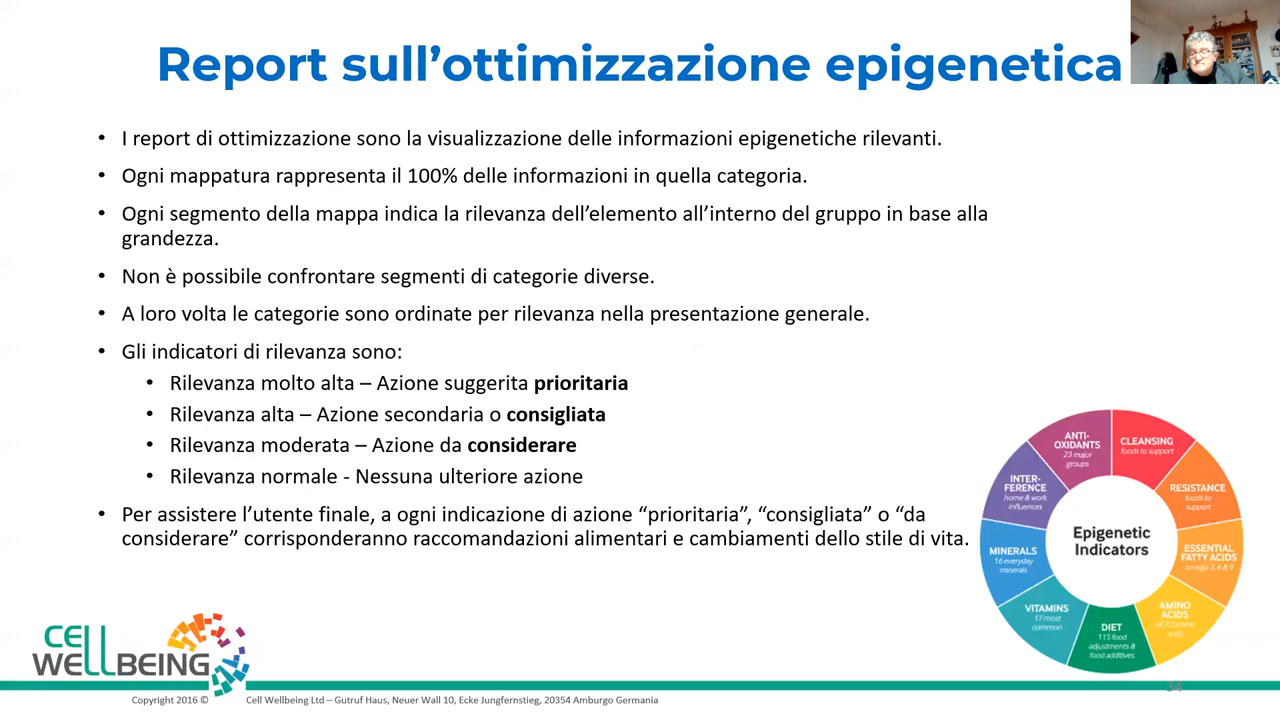 Report sull’ottimizzazione epigenetica
• I report di ottimizzazione sono la visualizzazione delle informazioni epigenetiche rilevanti.
• Ogni mappatura rappresenta il 100% delle informazioni in quella categoria.
• Ogni segmento della mappa indica la rilevanza dell’elemento all’interno del gruppo in base alla
grandezza.
• Non è possibile confrontare segmenti di categorie diverse.
• A loro volta le categorie sono ordinate per rilevanza nella presentazione generale.
• Gli indicatori di rilevanza sono:
• Rilevanza molto alta – Azione suggerita prioritaria
• Rilevanza alta – Azione secondaria o consigliata
• Rilevanza moderata – Azione da considerare
• Rilevanza normale - Nessuna ulteriore azione
• Per assistere l’utente finale, a ogni indicazione di azione “prioritaria”, “consigliata” o “da
considerare” corrisponderanno raccomandazioni alimentari e cambiamenti dello stile di vita.
ANTI-
OXIDANTS
23 major
groups
CLEANSING
foods to support
RESISTANCE
foods to
support
ESSENTIAL
FATTY ACIDS
omega 3, 6 & 9
AMINO
ACIDS
DIET
115 food
adjustments &
food additives
VITAMINS
17 most
common
MINERALS
16 everyday
minerals
INTER-
FERENCE
home & work
influences
Epigenetic
Indicators
CELL
WELLBEING
Copyright 2016 ©
Cell Wellbeing Ltd – Gutruf Haus, Neuer Wall 10, Ecke Jungfernstieg, 20354 Amburgo Germania
34